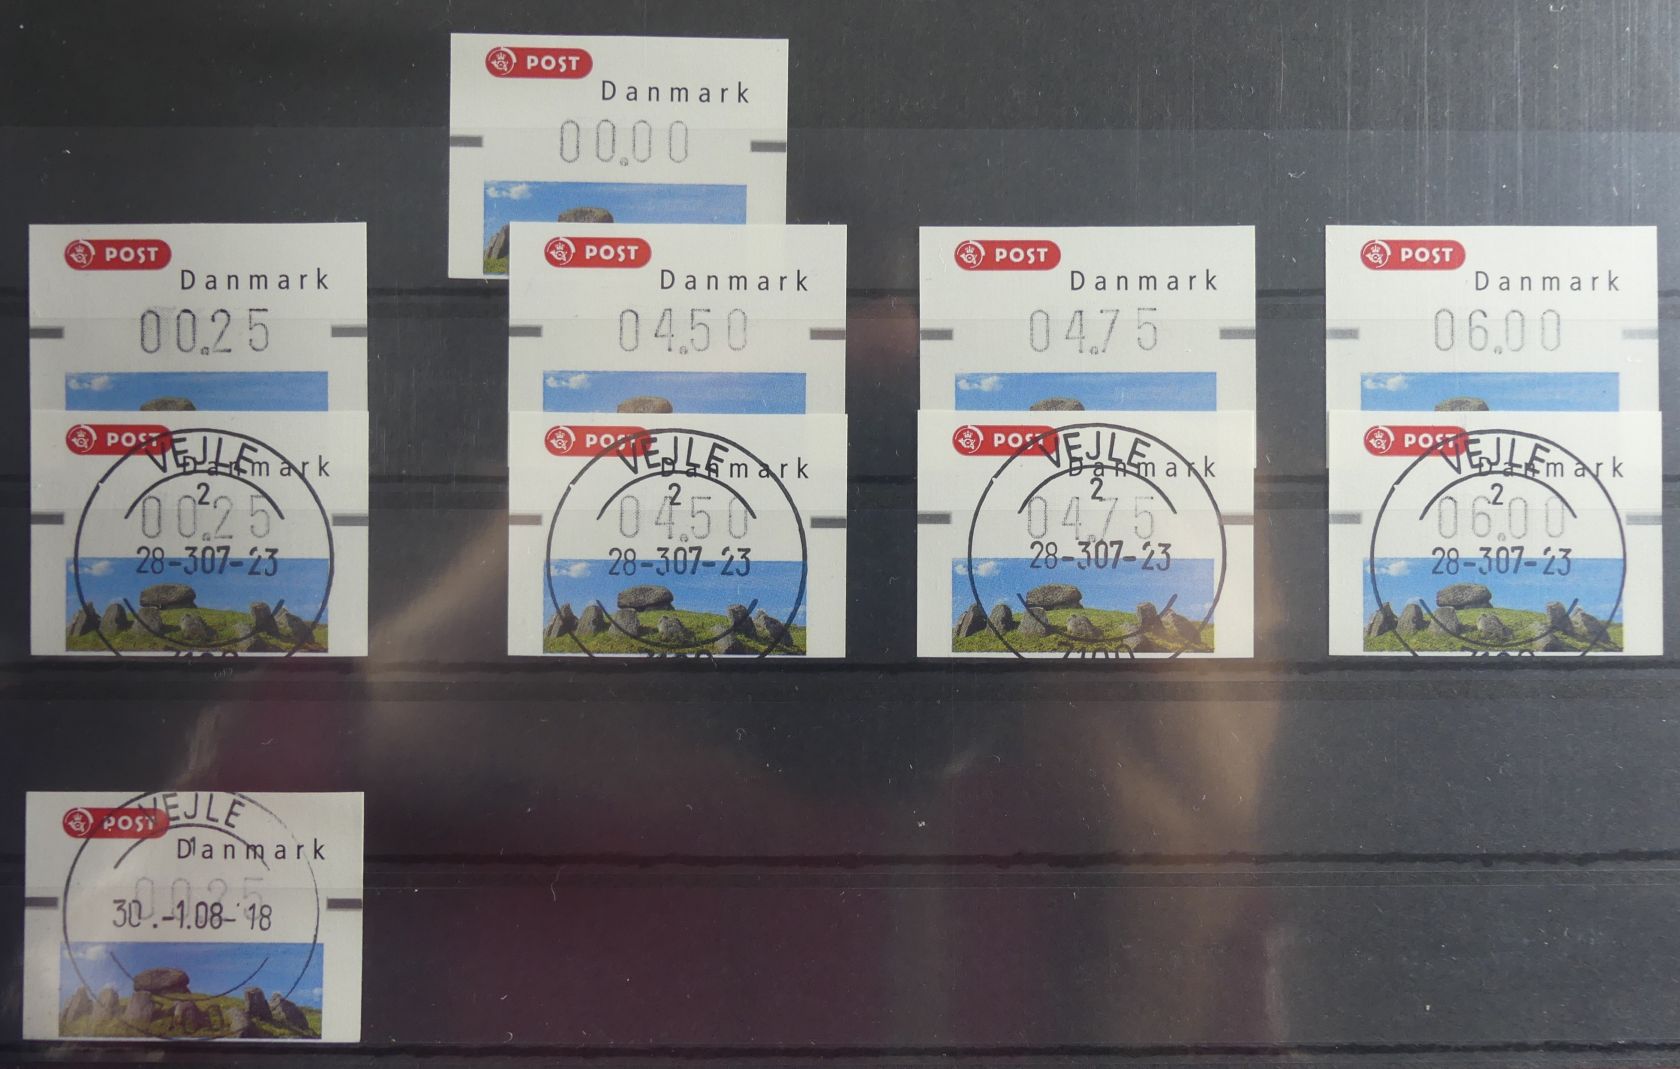 POST
Danmark
00.00
POST
Danmark
00.25
POST
Danmark
04.50
POST
Danmark
04.75
POST
Danmark
06.00
POST
Danmark
00.25
VEJLE
2
28-307-23
POST
Danmark
04.50
VEJLE
2
28-307-23
POST
Danmark
04.75
VEJLE
2
28-307-23
POST
Danmark
06.00
VEJLE
2
28-307-23
POST
Danmark
00.25
VEJLE
1
30.-1.08-18